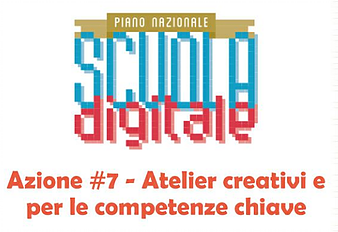 PIANO NAZIONALE
SCUOLA
digitale
Azione #7 - Atelier creativi e
per le competenze chiave